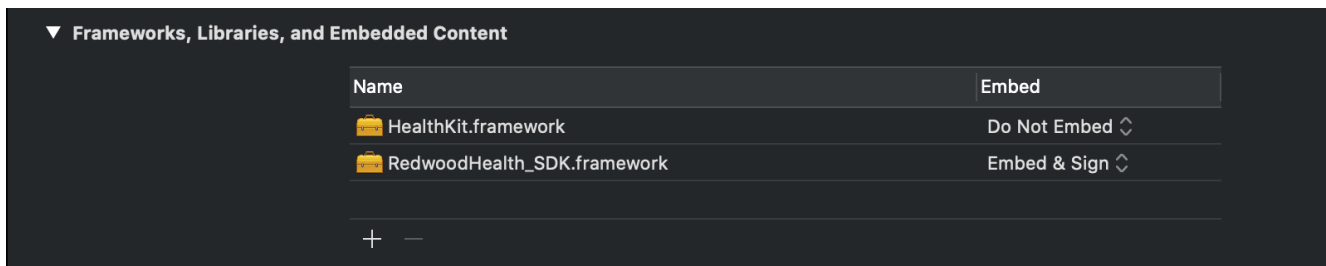 Frameworks, Libraries, and Embedded Content
Name Embed
HealthKit.framework Do Not Embed
RedwoodHealth_SDK.framework Embed & Sign